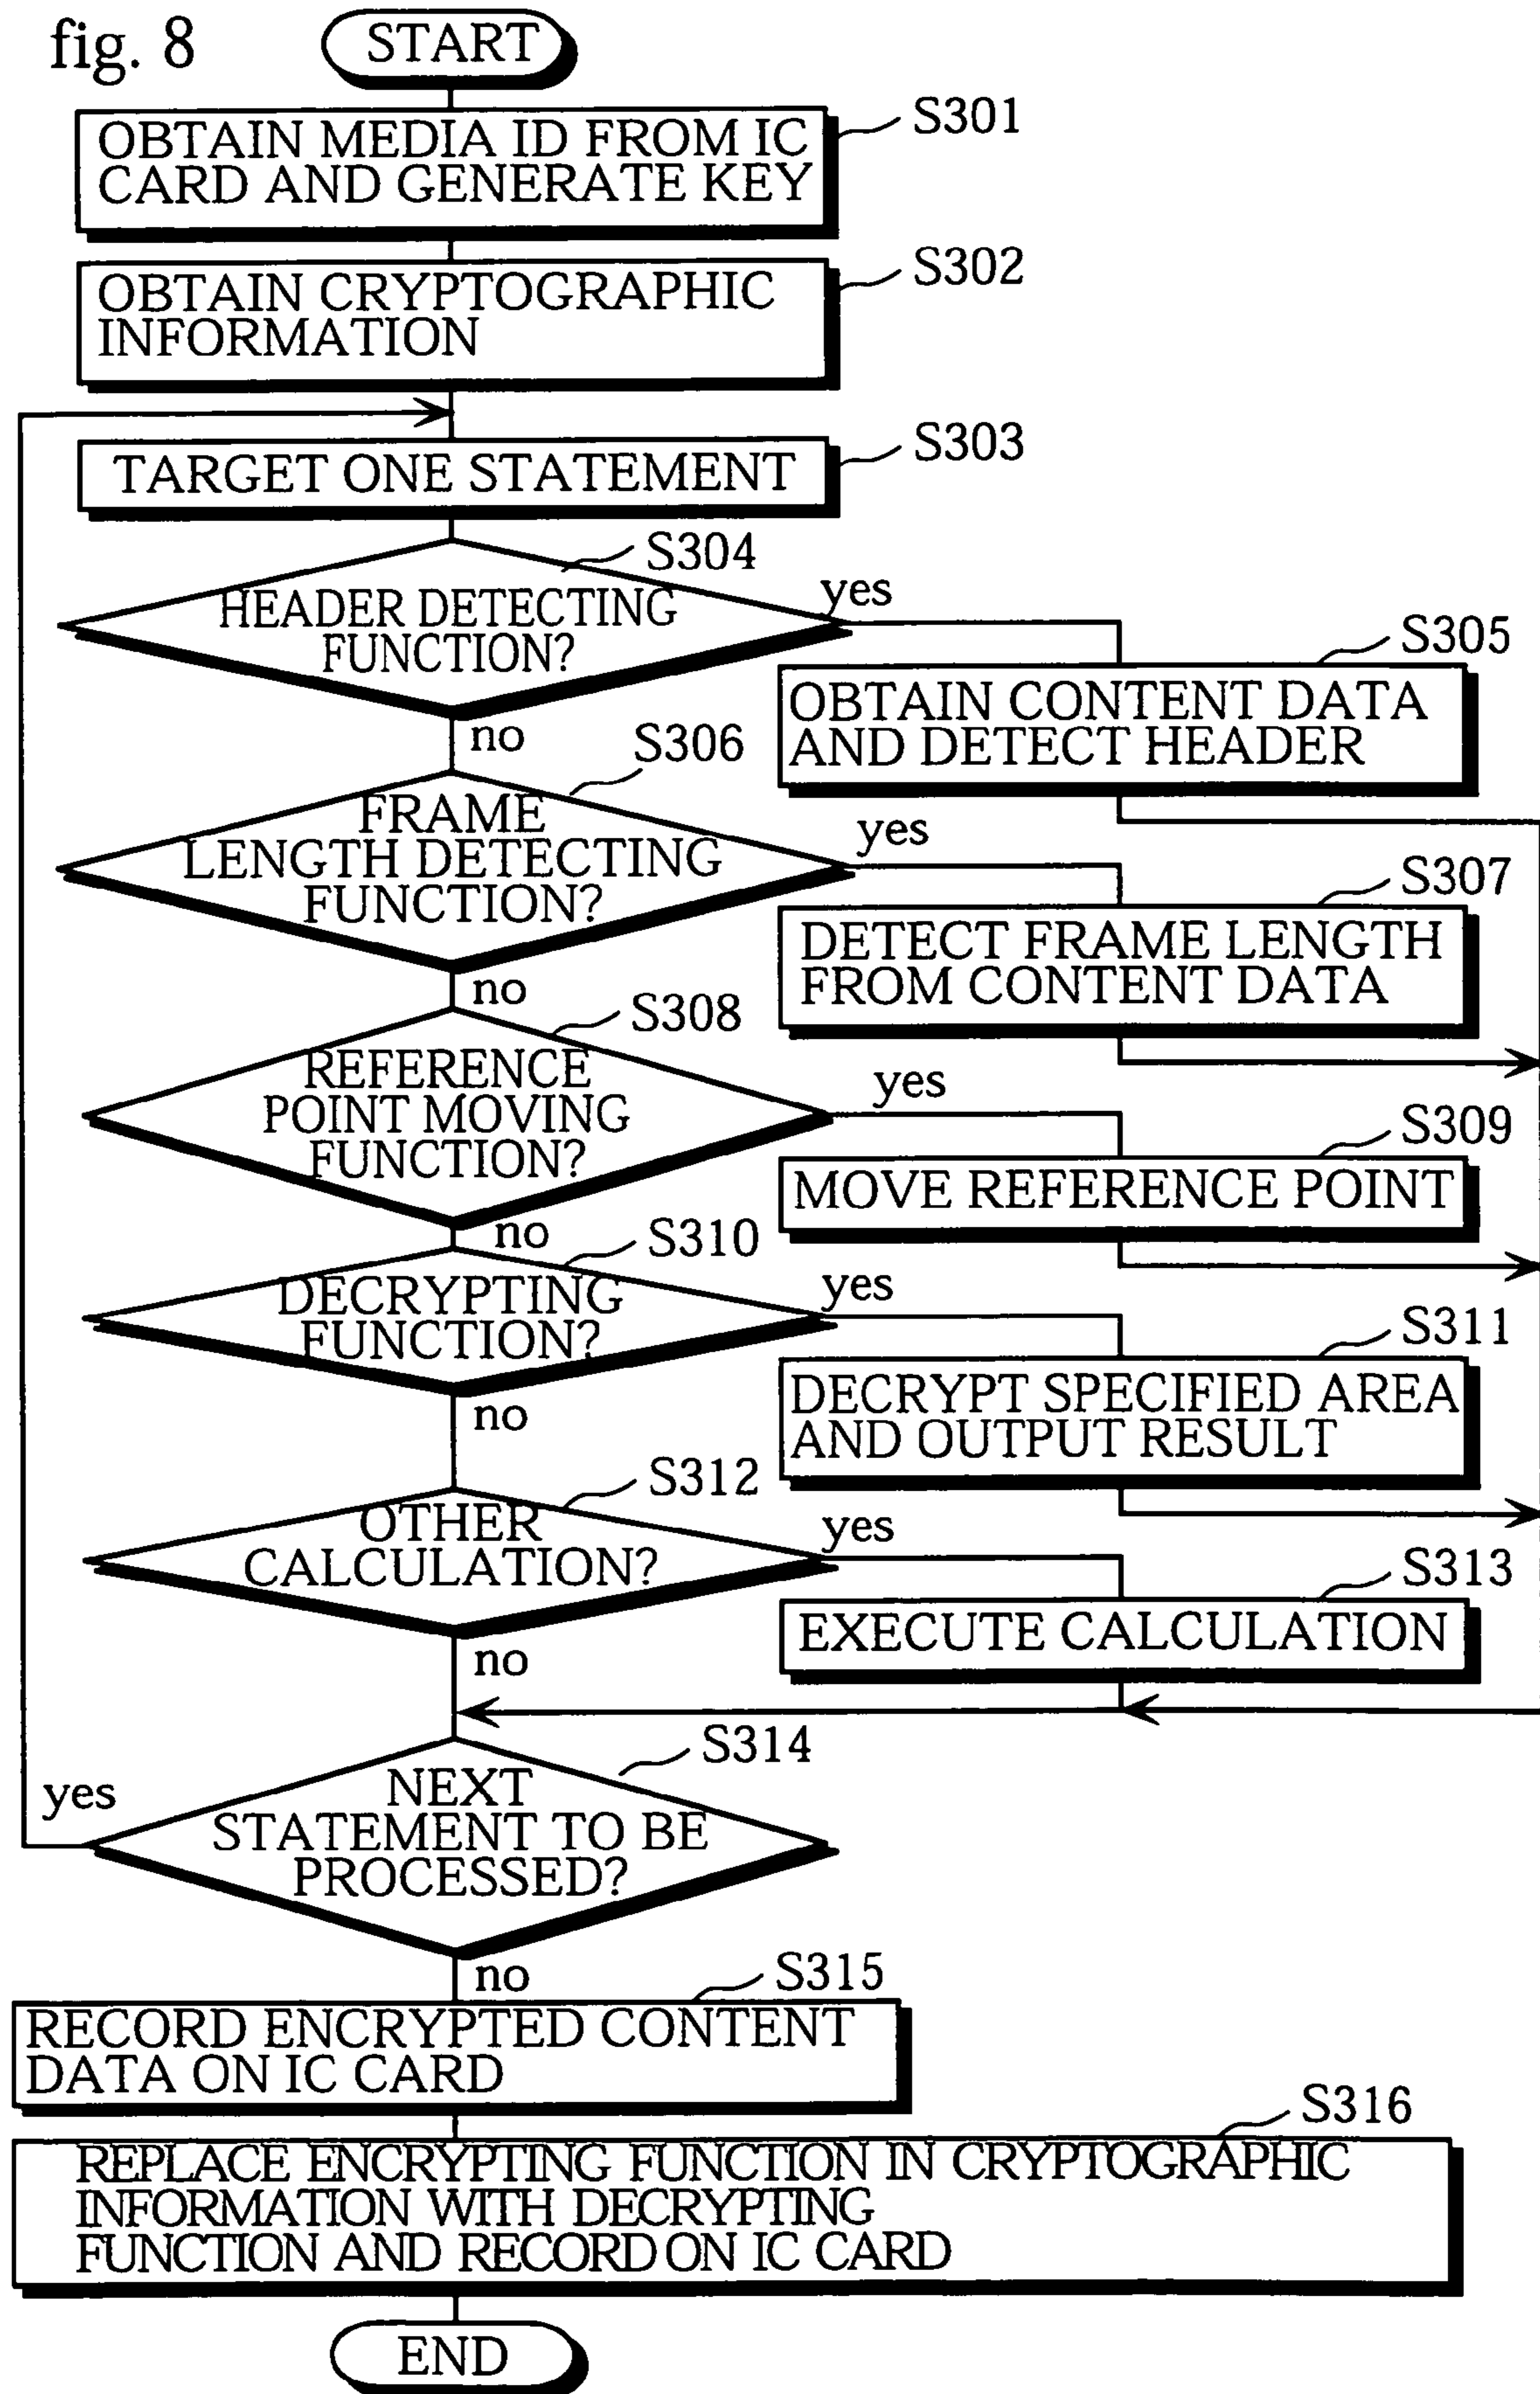 fig. 8
START
S301
OBTAIN MEDIA ID FROM IC
CARD AND GENERATE KEY
S302
OBTAIN CRYPTOGRAPHIC
INFORMATION
S303
TARGET ONE STATEMENT
S304
HEADER DETECTING
FUNCTION?
yes
no
S305
OBTAIN CONTENT DATA
AND DETECT HEADER
S306
FRAME
LENGTH DETECTING
FUNCTION?
yes
no
S307
DETECT FRAME LENGTH
FROM CONTENT DATA
S308
REFERENCE
POINT MOVING
FUNCTION?
yes
no
S309
MOVE REFERENCE POINT
S310
DECRYPTING
FUNCTION?
yes
no
S311
DECRYPT SPECIFIED AREA
AND OUTPUT RESULT
S312
OTHER
CALCULATION?
yes
no
S313
EXECUTE CALCULATION
S314
NEXT
STATEMENT TO BE
PROCESSED?
yes
no
S315
RECORD ENCRYPTED CONTENT
DATA ON IC CARD
S316
REPLACE ENCRYPTING FUNCTION IN CRYPTOGRAPHIC
INFORMATION WITH DECRYPTING
FUNCTION AND RECORD ON IC CARD
END